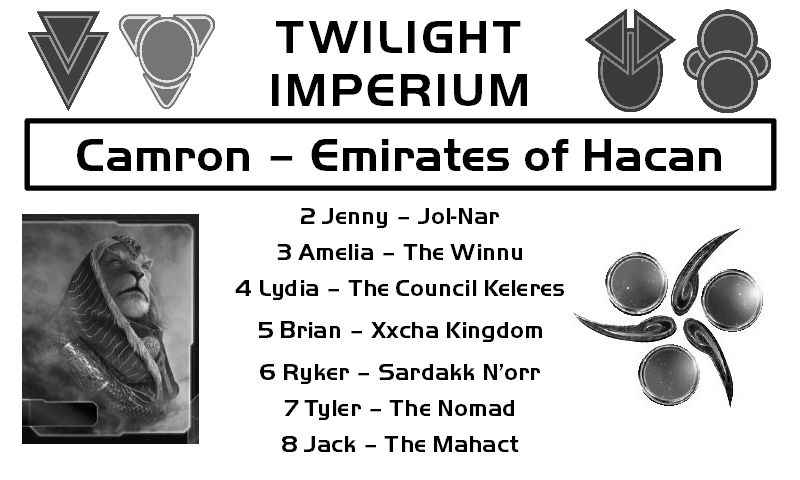 TWILIGHT
IMPERIUM
Camron – Emirates of Hacan
2 Jenny – Jol-Nar
3 Amelia – The Winnu
4 Lydia – The Council Keleres
5 Brian – Xxcha Kingdom
6 Ryker – Sardakk N'orr
7 Tyler – The Nomad
8 Jack – The Mahact